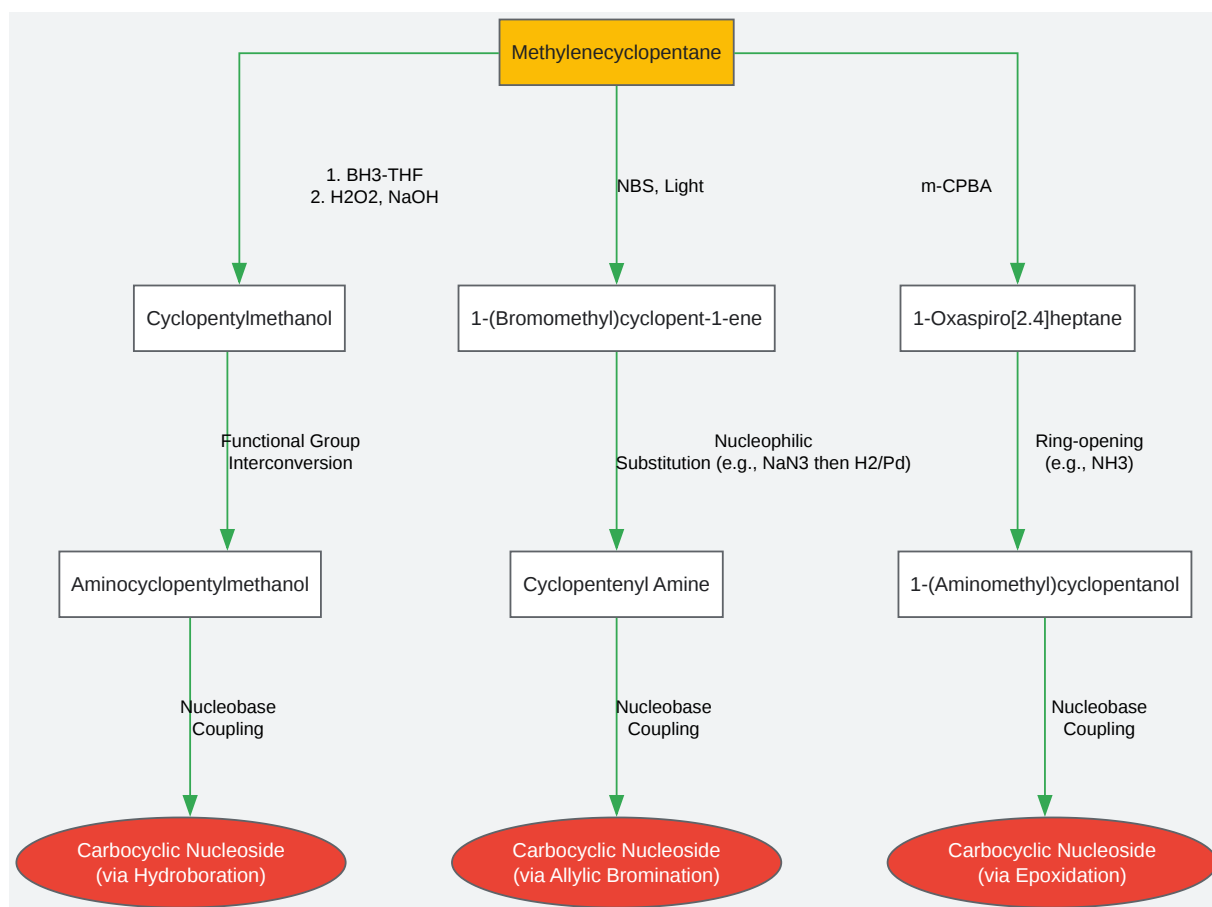 Methylenecyclopentane
1. BH3-THF
2. H2O2, NaOH
NBS, Light
m-CPBA
Cyclopentylmethanol
1-(Bromomethyl)cyclopent-1-ene
1-Oxaspiro[2.4]heptane
Functional Group
Interconversion
Nucleophilic
Substitution (e.g., NaN3 then H2/Pd)
Ring-opening
(e.g., NH3)
Aminocyclopentylmethanol
Cyclopentenyl Amine
1-(Aminomethyl)cyclopentanol
Nucleobase
Coupling
Nucleobase
Coupling
Nucleobase
Coupling
Carbocyclic Nucleoside
(via Hydroboration)
Carbocyclic Nucleoside
(via Allylic Bromination)
Carbocyclic Nucleoside
(via Epoxidation)